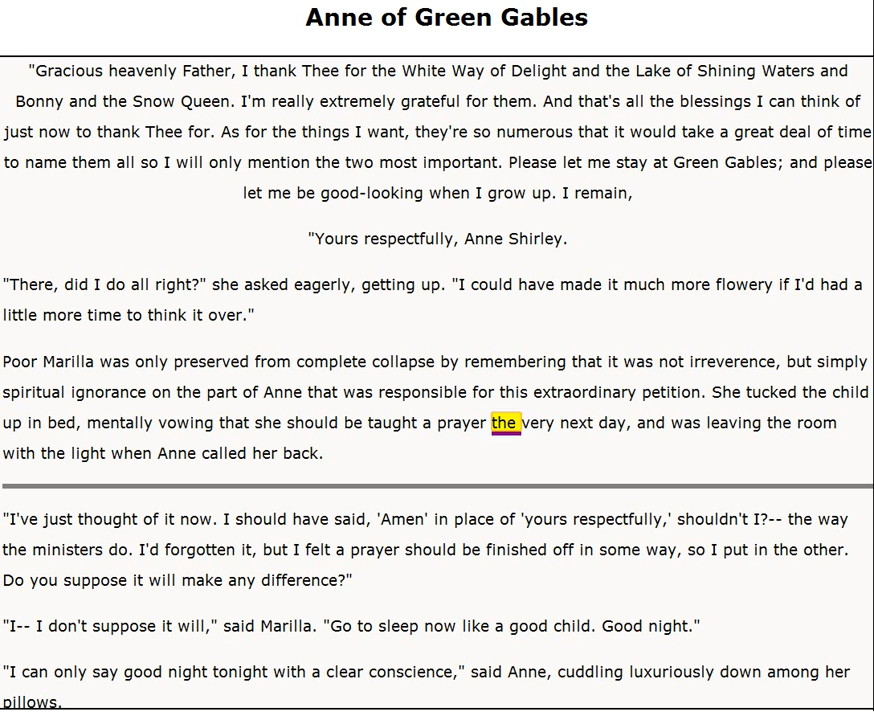 Anne of Green Gables
"Gracious heavenly Father, I thank Thee for the White Way of Delight and the Lake of Shining Waters and
Bonny and the Snow Queen. I'm really extremely grateful for them. And that's all the blessings I can think of
just now to thank Thee for. As for the things I want, they're so numerous that it would take a great deal of time
to name them all so I will only mention the two most important. Please let me stay at Green Gables; and please
let me be good-looking when I grow up. I remain,
"Yours respectfully, Anne Shirley.
"There, did I do all right?" she asked eagerly, getting up. "I could have made it much more flowery if I'd had a
little more time to think it over."
Poor Marilla was only preserved from complete collapse by remembering that it was not irreverence, but simply
spiritual ignorance on the part of Anne that was responsible for this extraordinary petition. She tucked the child
up in bed, mentally vowing that she should be taught a prayer the very next day, and was leaving the room
with the light when Anne called her back.
"I've just thought of it now. I should have said, 'Amen' in place of 'yours respectfully,' shouldn't I?-- the way
the ministers do. I'd forgotten it, but I felt a prayer should be finished off in some way, so I put in the other.
Do you suppose it will make any difference?"
"I-- I don't suppose it will," said Marilla. "Go to sleep now like a good child. Good night."
"I can only say good night tonight with a clear conscience," said Anne, cuddling luxuriously down among her
pillows.